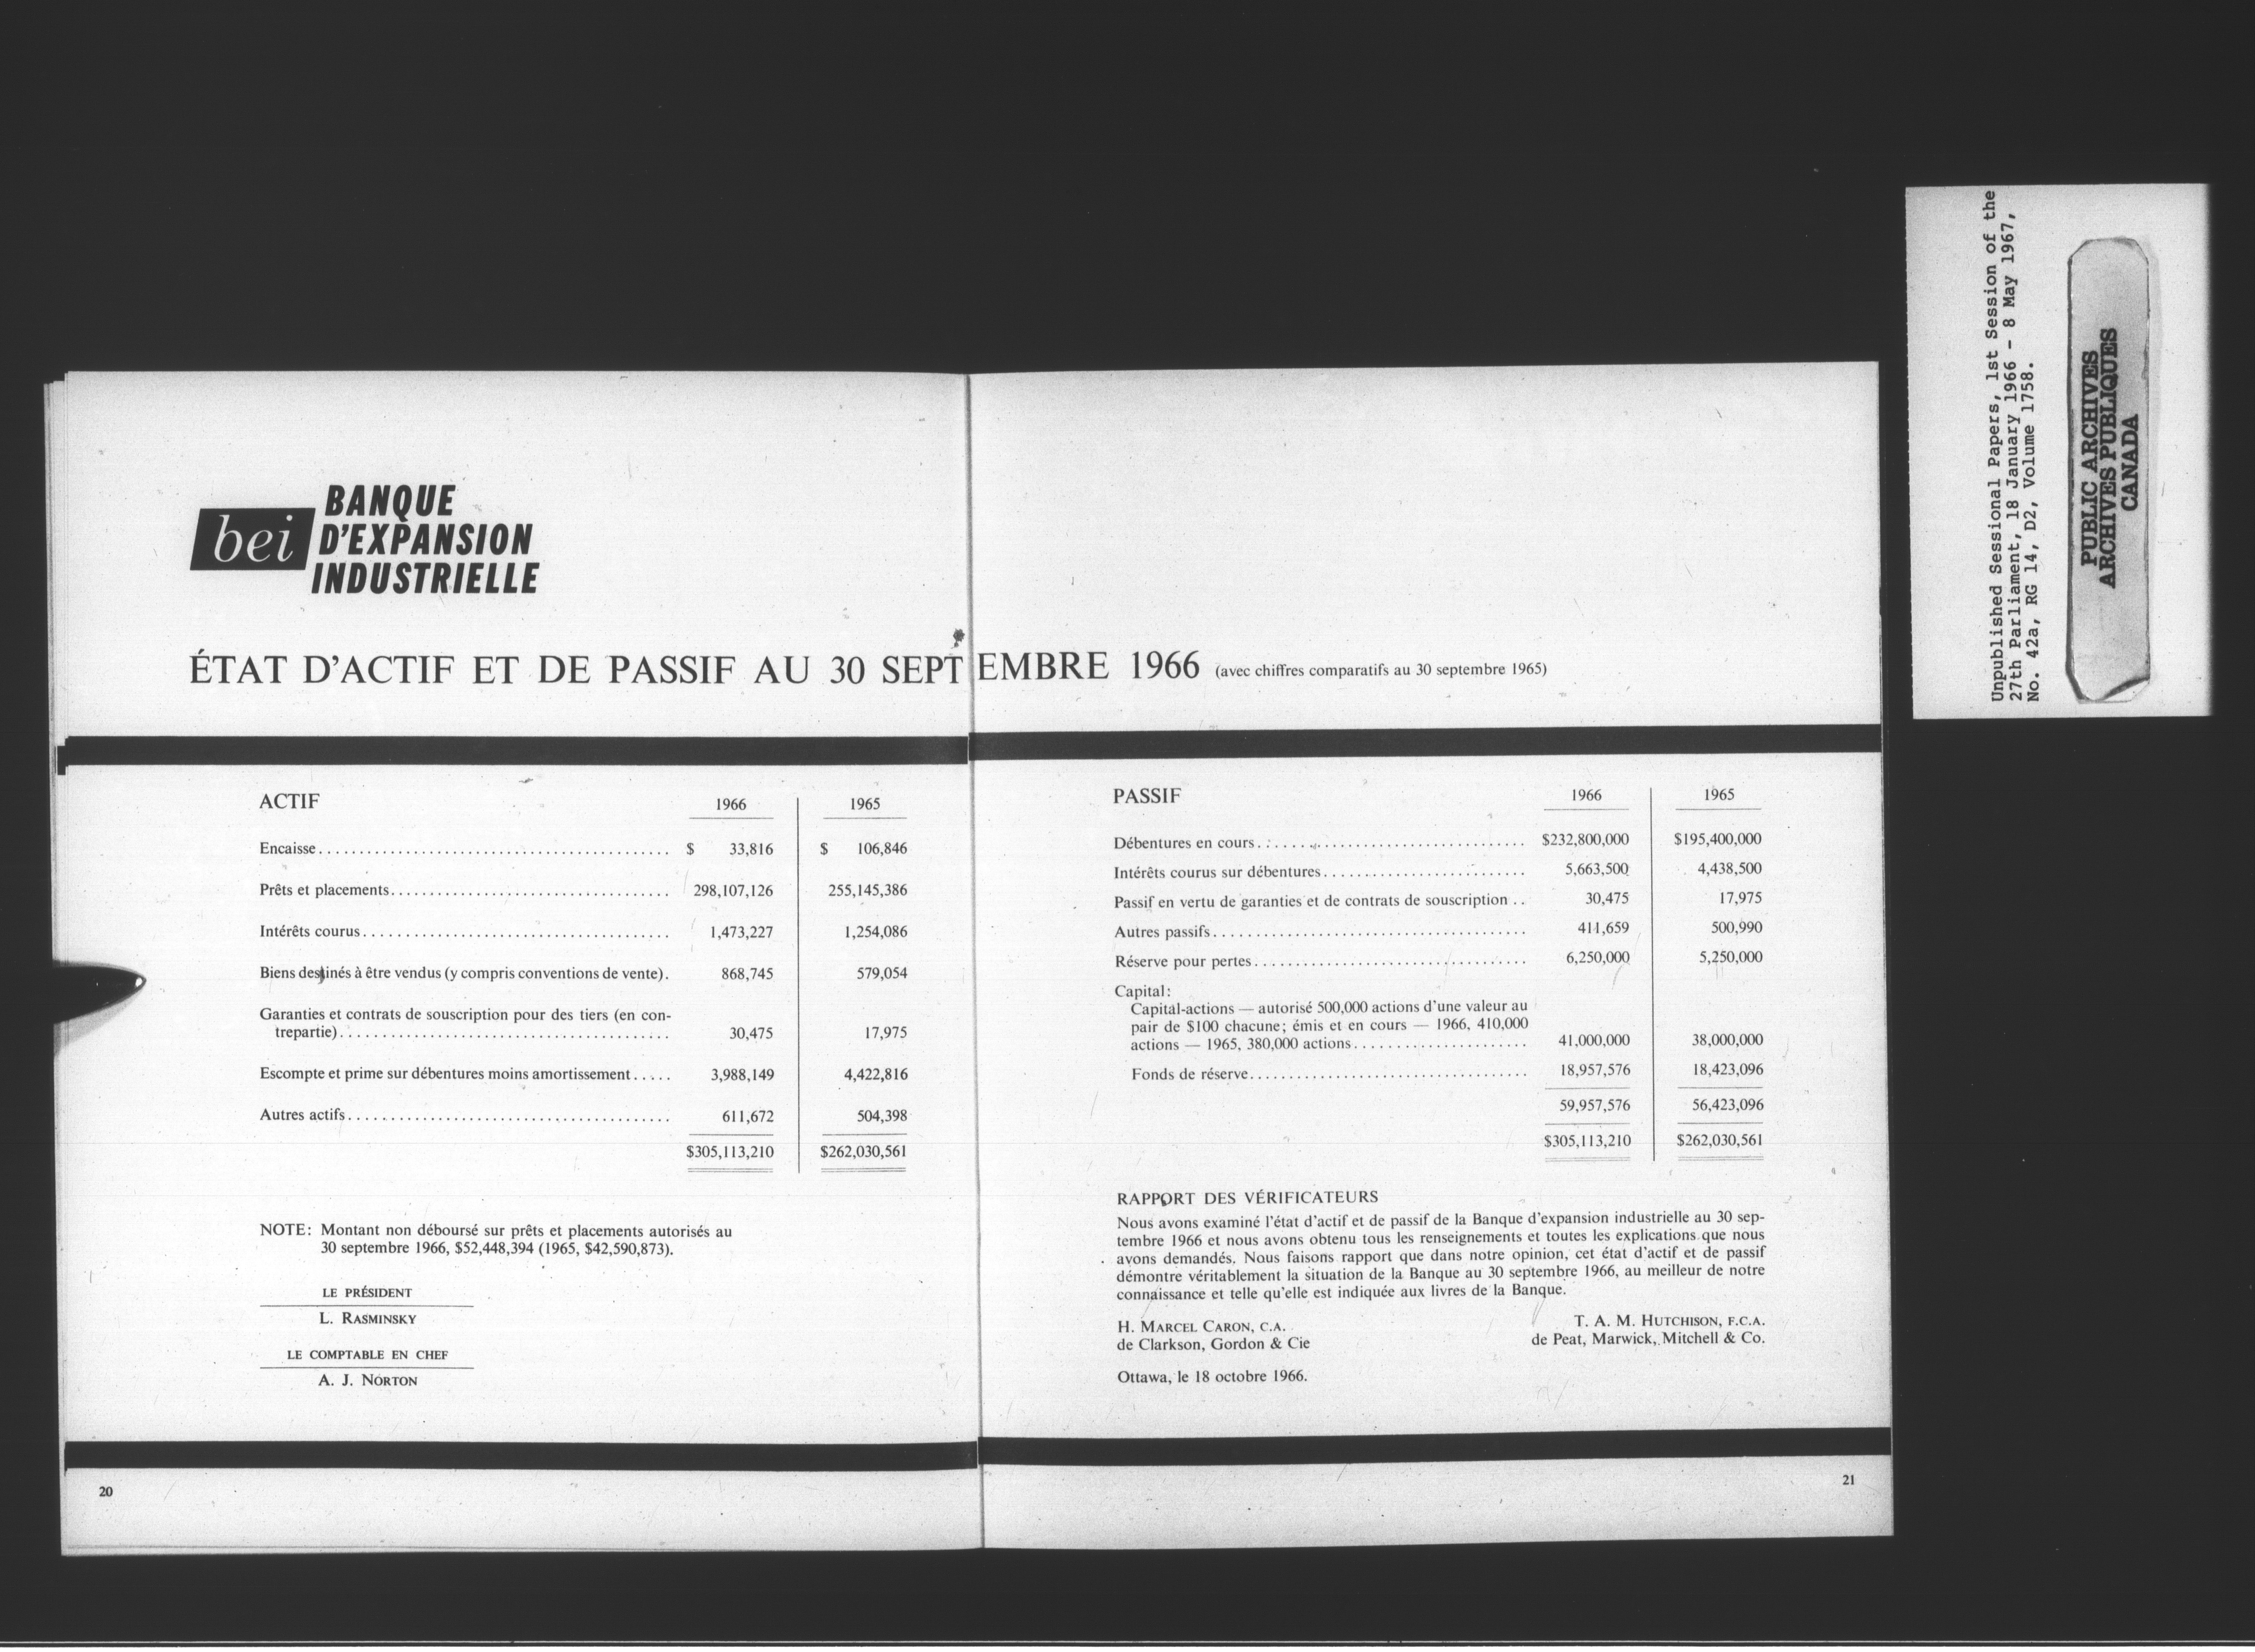 bei
BANQUE
D'EXPANSION
INDUSTRIELLE
ÉTAT D'ACTIF ET DE PASSIF AU 30 SEPTEMBRE 1966 (avec chiffres comparatifs au 30 septembre 1965)
ACTIF 1966 1965
Encaisse........................................... $ 33,816 $ 106,846
Prêts et placements.................................. 298,107,126 255,145,386
Intérêts courus...................................... 1,473,227 1,254,086
Biens destinés à être vendus (y compris conventions de vente). 868,745 579,054
Garanties et contrats de souscription pour des tiers (en con-
trepartie)........................................ 30,475 17,975
Escompte et prime sur débentures moins amortissement..... 3,988,149 4,422,816
Autres actifs........................................ 611,672 504,398
$305,113,210 $262,030,561
NOTE: Montant non déboursé sur prêts et placements autorisés au
30 septembre 1966, $52,448,394 (1965, $42,590,873).
LE PRÉSIDENT
L. RASMINSKY
LE COMPTABLE EN CHEF
A. J. NORTON
20
PASSIF 1966 1965
Débentures en cours................................. $232,800,000 $195,400,000
Intérêts courus sur débentures......................... 5,663,500 4,438,500
Passif en vertu de garanties et de contrats de souscription .. 30,475 17,975
Autres passifs...................................... 411,659 500,990
Réserve pour pertes................................. 6,250,000 5,250,000
Capital:
Capital-actions — autorisé 500,000 actions d'une valeur au
pair de $100 chacune; émis et en cours — 1966, 410,000
actions — 1965, 380,000 actions..................... 41,000,000 38,000,000
Fonds de réserve.................................. 18,957,576 18,423,096
59,957,576 56,423,096
$305,113,210 $262,030,561
RAPPORT DES VÉRIFICATEURS
Nous avons examiné l'état d'actif et de passif de la Banque d'expansion industrielle au 30 sep-
tembre 1966 et nous avons obtenu tous les renseignements et toutes les explications que nous
avons demandés. Nous faisons rapport que dans notre opinion, cet état d'actif et de passif
démontre véritablement la situation de la Banque au 30 septembre 1966, au meilleur de notre
connaissance et telle qu'elle est indiquée aux livres de la Banque.
H. MARCEL CARON, C.A. T. A. M. HUTCHISON, F.C.A.
de Clarkson, Gordon & Cie de Peat, Marwick, Mitchell & Co.
Ottawa, le 18 octobre 1966.
21
Unpublished Sessional Papers, 1st Session of the
27th Parliament, 18 January 1966 - 8 May 1967,
No. 42a, RG 14, D2, Volume 1758.
PUBLIC ARCHIVES
ARCHIVES PUBLIQUES
CANADA